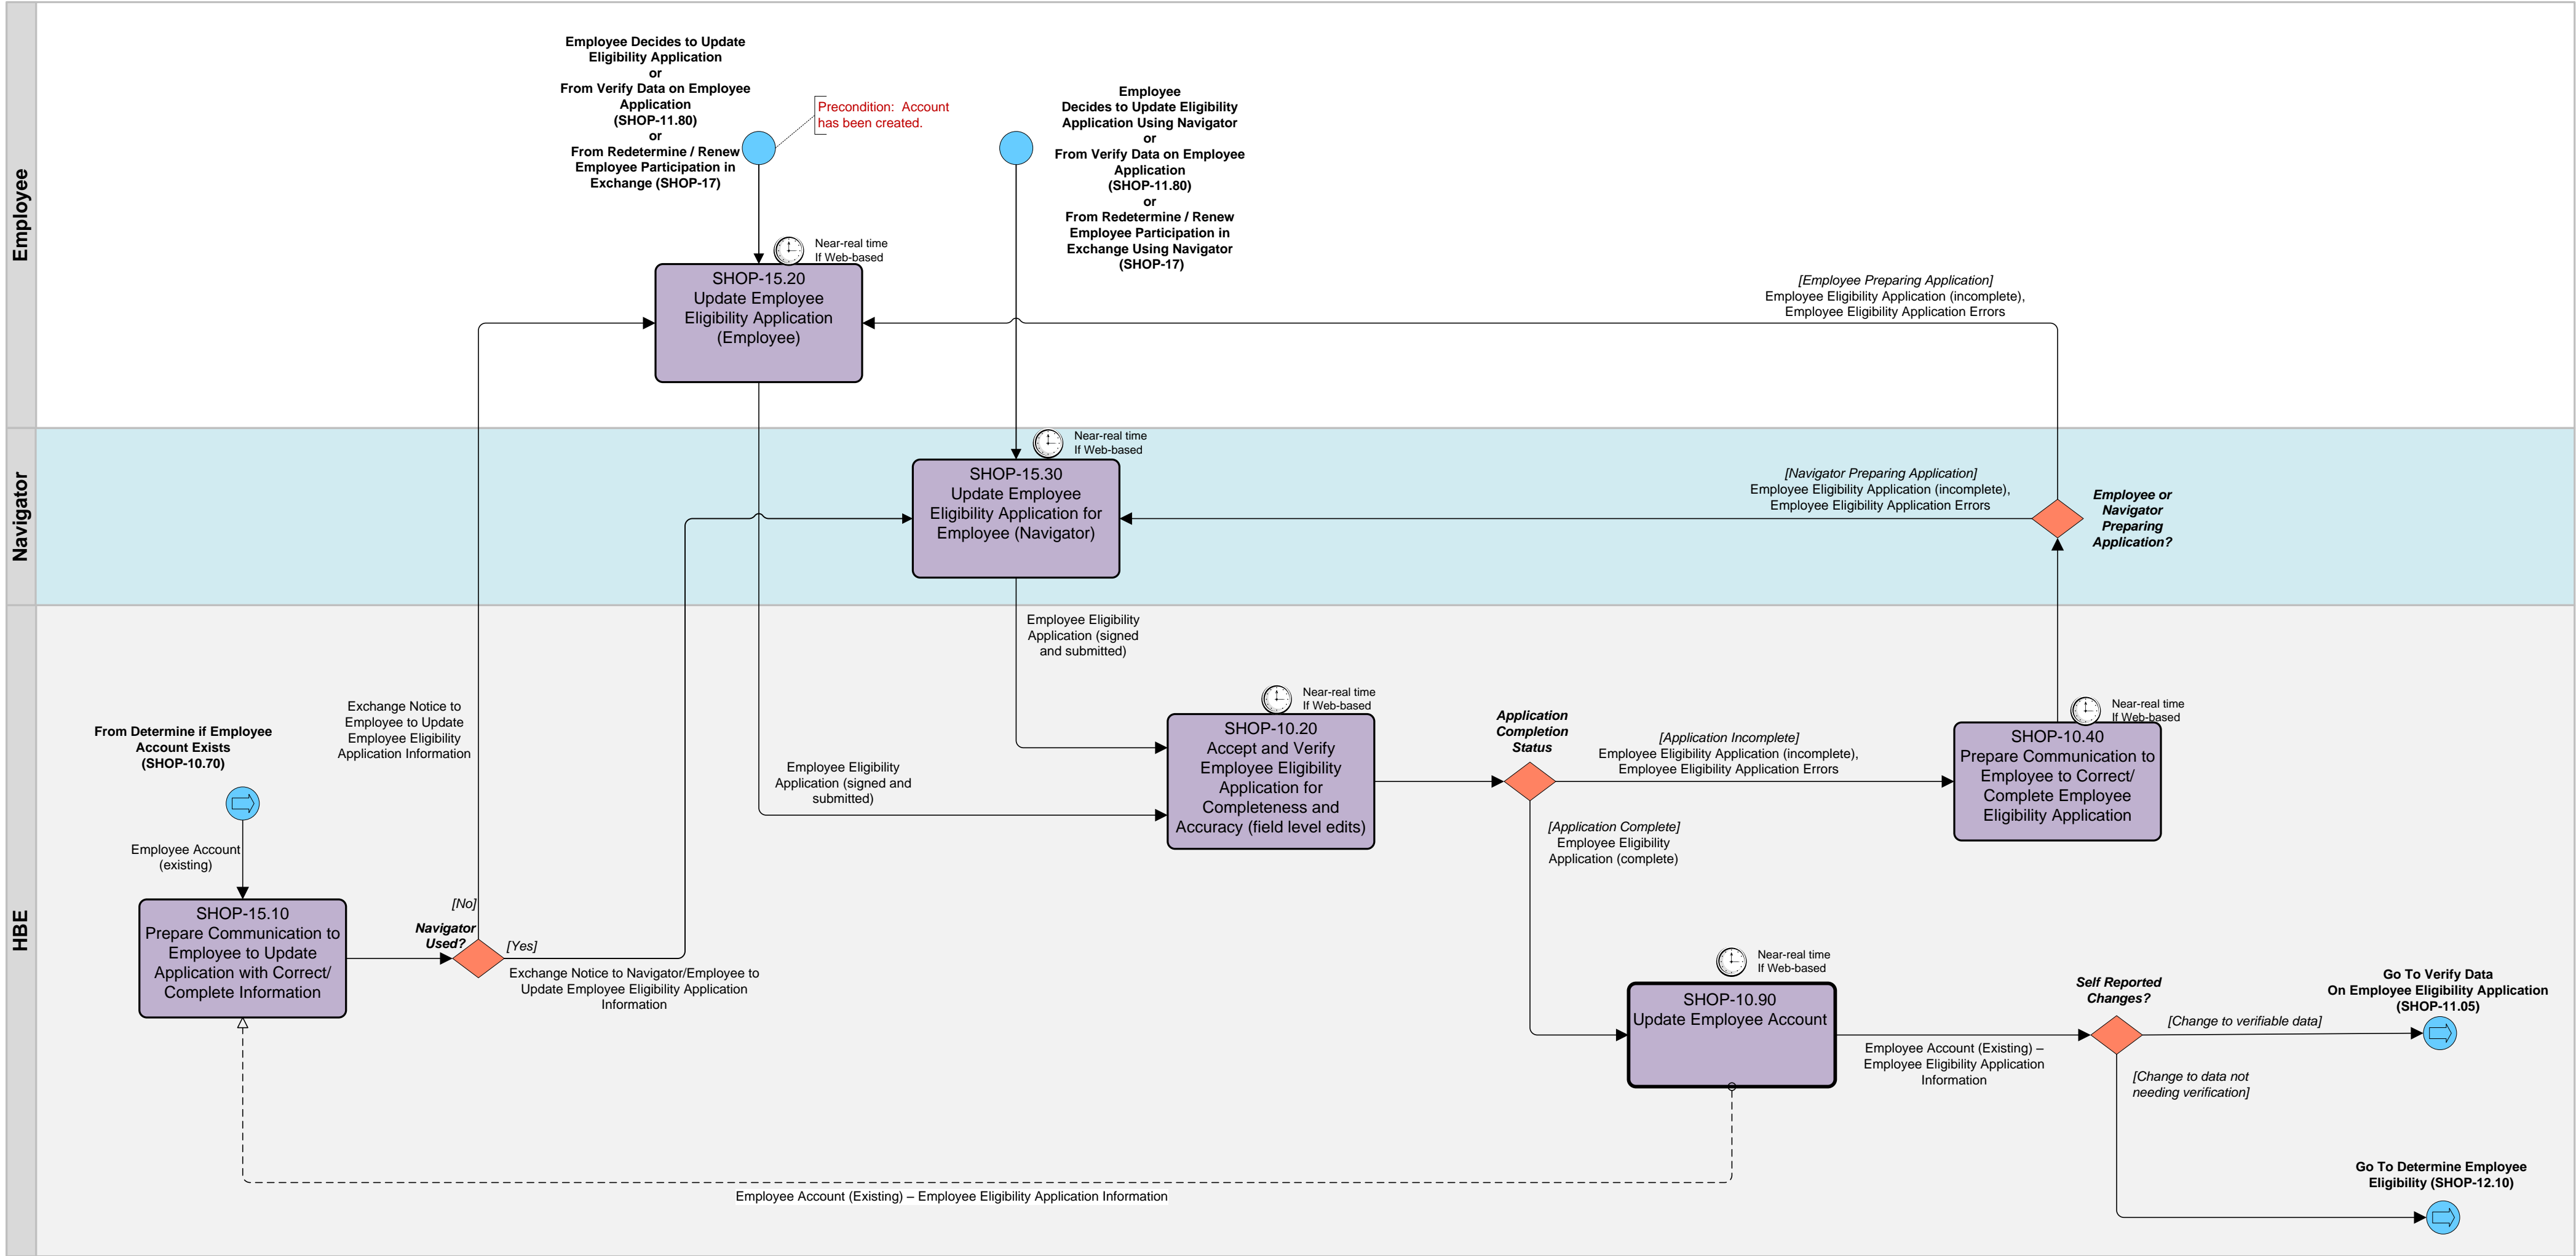 Employee
Employee Decides to Update
Eligibility Application
or
From Verify Data on Employee
Application
(SHOP-11.80)
or
From Redetermine / Renew
Employee Participation in
Exchange (SHOP-17)
Precondition: Account
has been created.
Employee
Decides to Update Eligibility
Application Using Navigator
or
From Verify Data on Employee
Application
(SHOP-11.80)
or
From Redetermine / Renew
Employee Participation in
Exchange Using Navigator
(SHOP-17)
Near-real time
If Web-based
SHOP-15.20
Update Employee
Eligibility Application
(Employee)
[Employee Preparing Application]
Employee Eligibility Application (incomplete),
Employee Eligibility Application Errors
Navigator
Near-real time
If Web-based
SHOP-15.30
Update Employee
Eligibility Application for
Employee (Navigator)
[Navigator Preparing Application]
Employee Eligibility Application (incomplete),
Employee Eligibility Application Errors
Employee or
Navigator
Preparing
Application?
HBE
Employee Eligibility
Application (signed
and submitted)
From Determine if Employee
Account Exists
(SHOP-10.70)
Employee Account
(existing)
SHOP-15.10
Prepare Communication to
Employee to Update
Application with Correct/
Complete Information
Exchange Notice to
Employee to Update
Employee Eligibility
Application Information
[No]
Navigator
Used?
[Yes]
Exchange Notice to Navigator/Employee to
Update Employee Eligibility Application
Information
Employee Eligibility
Application (signed and
submitted)
Near-real time
If Web-based
SHOP-10.20
Accept and Verify
Employee Eligibility
Application for
Completeness and
Accuracy (field level edits)
Application
Completion
Status
[Application Incomplete]
Employee Eligibility Application (incomplete),
Employee Eligibility Application Errors
Near-real time
If Web-based
SHOP-10.40
Prepare Communication to
Employee to Correct/
Complete Employee
Eligibility Application
[Application Complete]
Employee Eligibility
Application (complete)
Near-real time
If Web-based
SHOP-10.90
Update Employee Account
Employee Account (Existing) –
Employee Eligibility Application
Information
Self Reported
Changes?
[Change to verifiable data]
Go To Verify Data
On Employee Eligibility Application
(SHOP-11.05)
[Change to data not
needing verification]
Go To Determine Employee
Eligibility (SHOP-12.10)
Employee Account (Existing) – Employee Eligibility Application Information